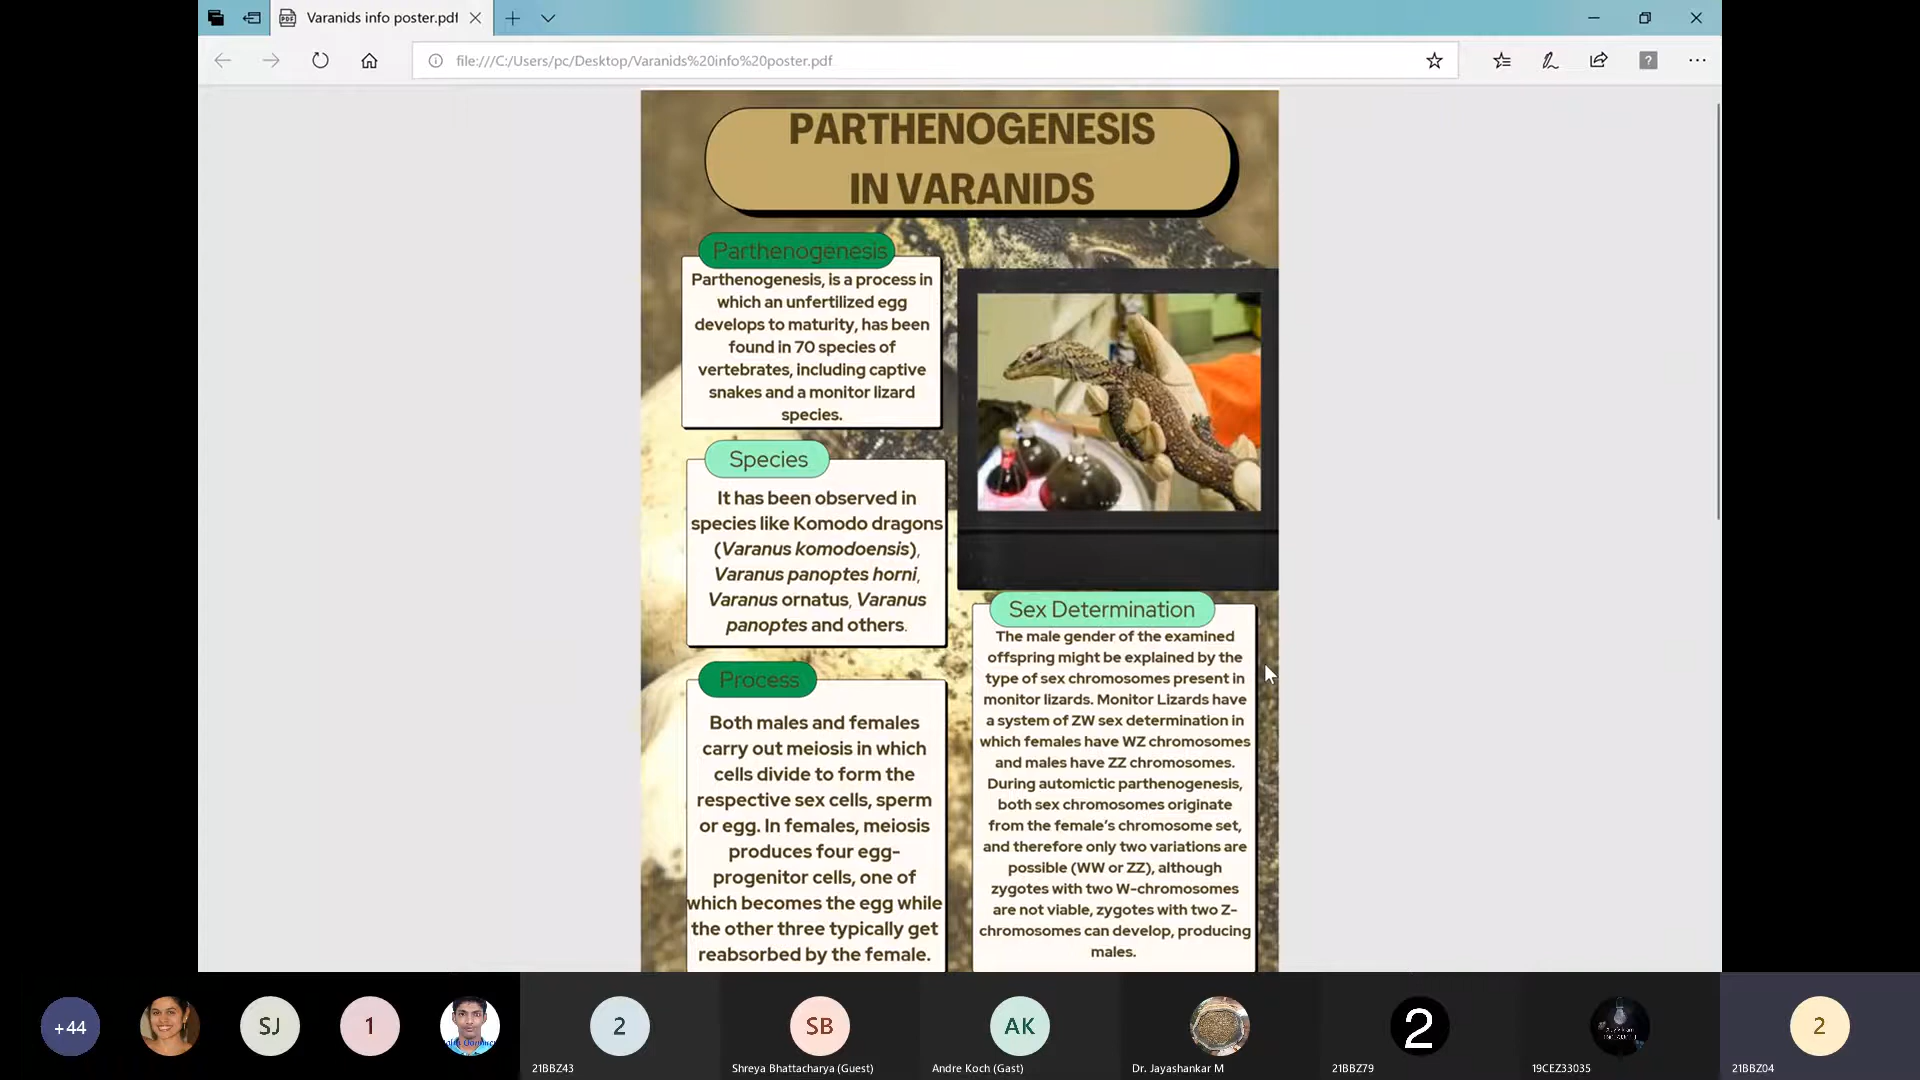 Varanids info poster.pdf
file:///C:/Users/pc/Desktop/Varanids%20info%20poster.pdf
PARTHENOGENESIS
IN VARANIDS
Parthenogenesis
Parthenogenesis, is a process in
which an unfertilized egg
develops to maturity, has been
found in 70 species of
vertebrates, including captive
snakes and a monitor lizard
species.
Species
It has been observed in
species like Komodo dragons
(Varanus komodoensis),
Varanus panoptes horni,
Varanus ornatus, Varanus
panoptes and others.
Process
Both males and females
carry out meiosis in which
cells divide to form the
respective sex cells, sperm
or egg. In females, meiosis
produces four egg-
progenitor cells, one of
which becomes the egg while
the other three typically get
reabsorbed by the female.
Sex Determination
The male gender of the examined
offspring might be explained by the
type of sex chromosomes present in
monitor lizards. Monitor Lizards have
a system of ZW sex determination in
which females have WZ chromosomes
and males have ZZ chromosomes.
During automictic parthenogenesis,
both sex chromosomes originate
from the female's chromosome set,
and therefore only two variations are
possible (WW or ZZ), although
zygotes with two W-chromosomes
are not viable, zygotes with two Z-
chromosomes can develop, producing
males.
+44
SJ
1
2
21BBZ43
SB
Shreya Bhattacharya (Guest)
AK
Andre Koch (Gast)
Dr. Jayashankar M
2
21BBZ79
19CEZ33035
2
21BBZ04